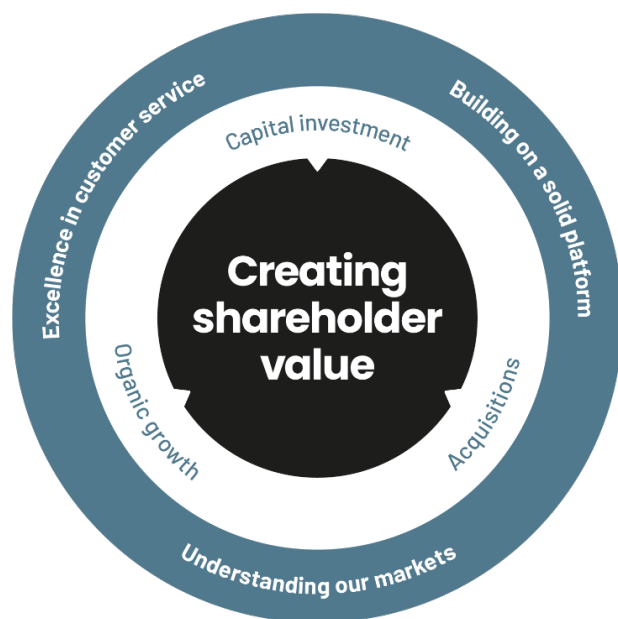 Excellence in customer service
Building on a solid platform
Capital investment
Creating
shareholder
value
Organic growth
Acquisitions
Understanding our markets